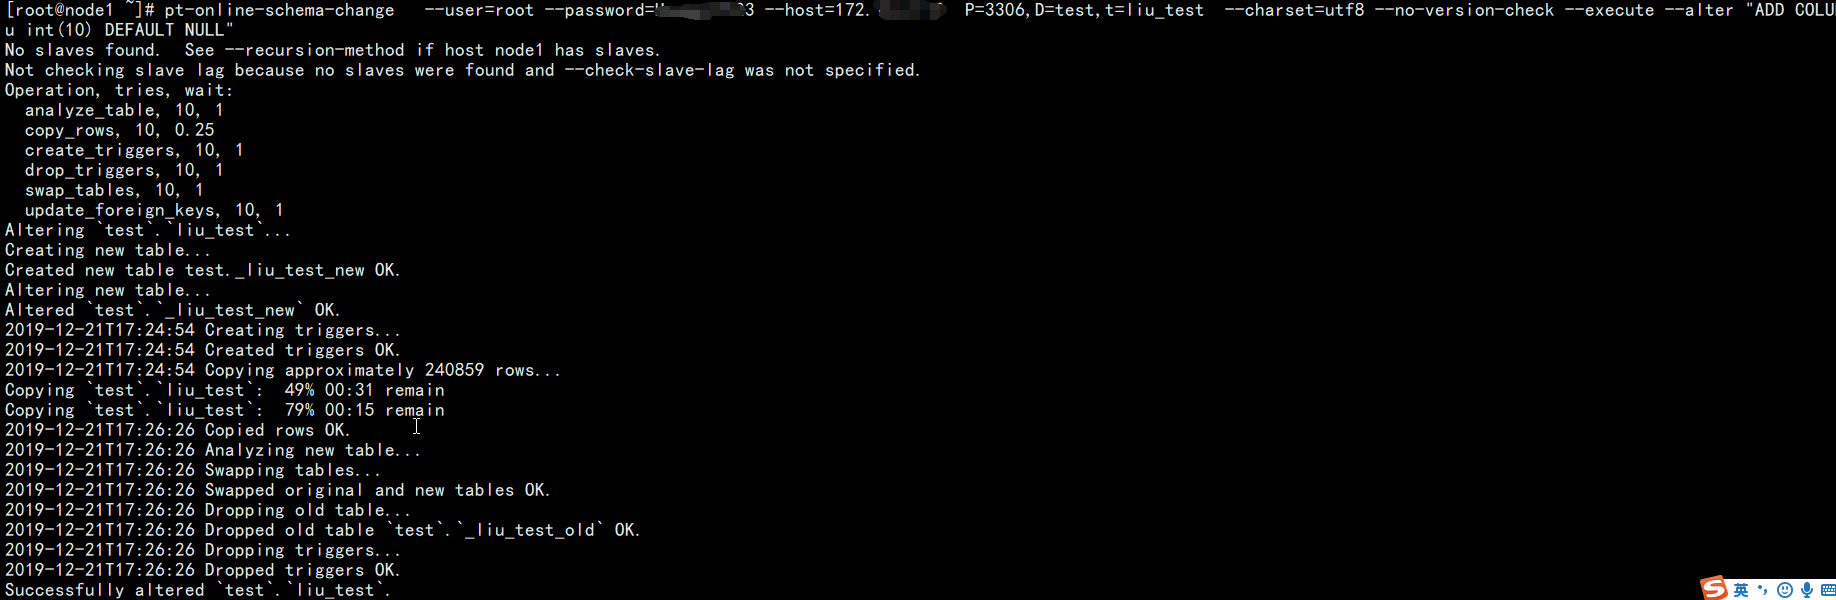 [root@node1 ~]# pt-online-schema-change --user=root --password= 3 --host=172. P=3306,D=test,t=liu_test --charset=utf8 --no-version-check --execute --alter "ADD COLU
u int(10) DEFAULT NULL"
No slaves found. See --recursion-method if host node1 has slaves.
Not checking slave lag because no slaves were found and --check-slave-lag was not specified.
Operation, tries, wait:
analyze_table, 10, 1
copy_rows, 10, 0.25
create_triggers, 10, 1
drop_triggers, 10, 1
swap_tables, 10, 1
update_foreign_keys, 10, 1
Altering `test`.`liu_test`...
Creating new table...
Created new table test._liu_test_new OK.
Altering new table...
Altered `test`.`_liu_test_new` OK.
2019-12-21T17:24:54 Creating triggers...
2019-12-21T17:24:54 Created triggers OK.
2019-12-21T17:24:54 Copying approximately 240859 rows...
Copying `test`.`liu_test`: 49% 00:31 remain
Copying `test`.`liu_test`: 79% 00:15 remain
2019-12-21T17:26:26 Copied rows OK.
2019-12-21T17:26:26 Analyzing new table...
2019-12-21T17:26:26 Swapping tables...
2019-12-21T17:26:26 Swapped original and new tables OK.
2019-12-21T17:26:26 Dropping old table...
2019-12-21T17:26:26 Dropped old table `test`.`_liu_test_old` OK.
2019-12-21T17:26:26 Dropping triggers...
2019-12-21T17:26:26 Dropped triggers OK.
Successfully altered `test`.`liu_test`.
S 英